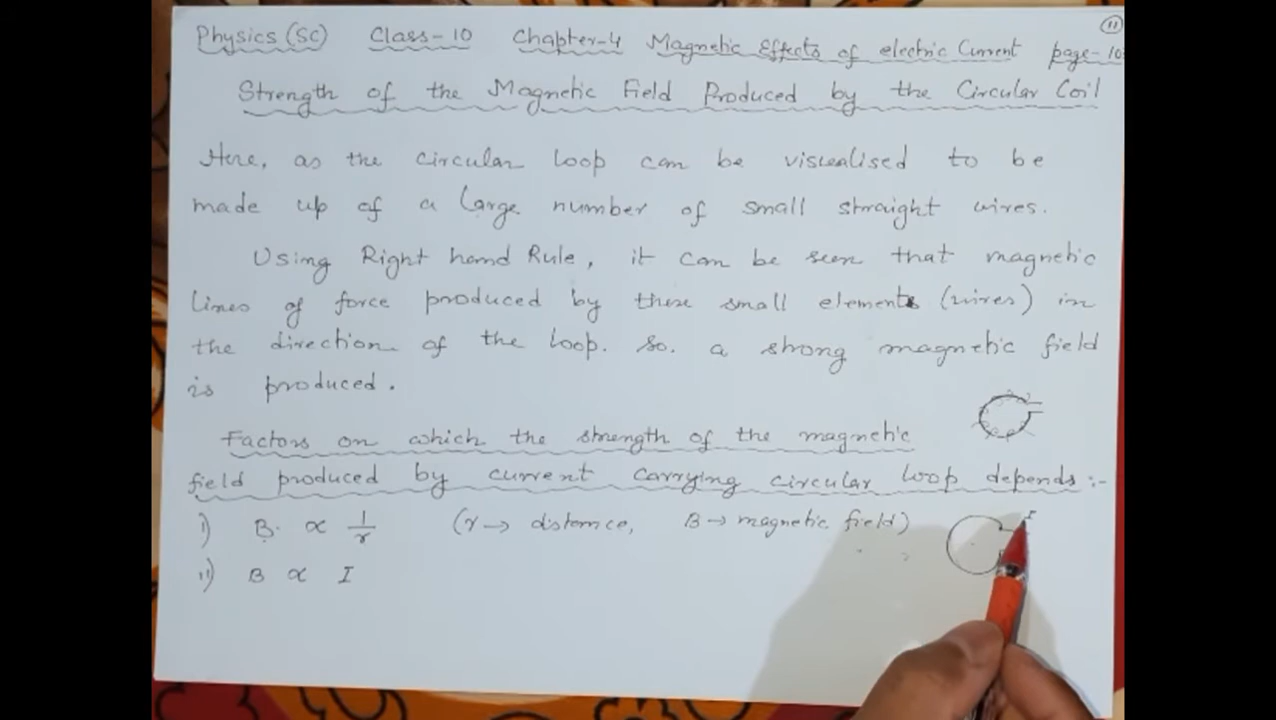 11
Physics (SC) Class-10 Chapter-4 Magnetic Effects of electric Current page-10
Strength of the Magnetic Field Produced by the Circular Coil
Here, as the circular loop can be visualised to be
made up of a large number of small straight wires.
Using Right hand Rule, it can be seen that magnetic
lines of force produced by these small elements (wires) in
the direction of the loop. So. a strong magnetic field
is produced.
Factors on which the strength of the magnetic
field produced by current carrying circular loop depends :-
i) B ∝ 1/r (r → distance, B → magnetic field)
I
ii) B ∝ I